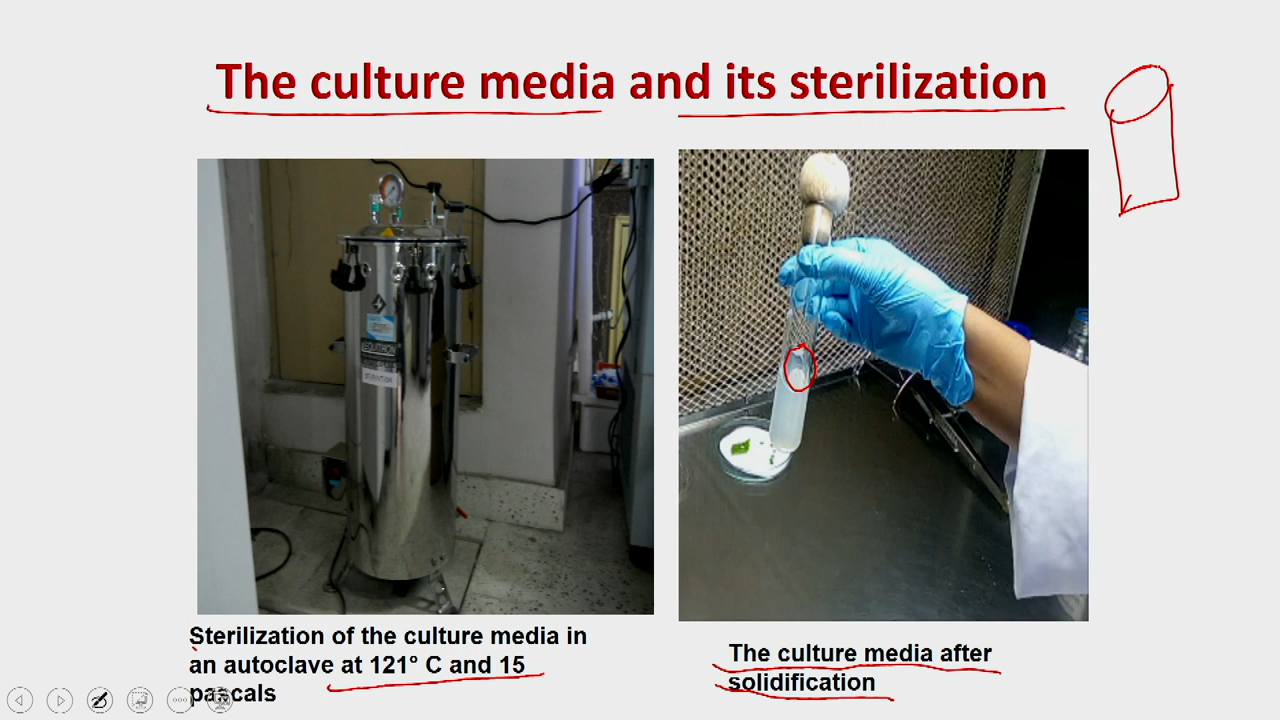 The culture media and its sterilization
Sterilization of the culture media in
an autoclave at 121° C and 15
pascals
The culture media after
solidification